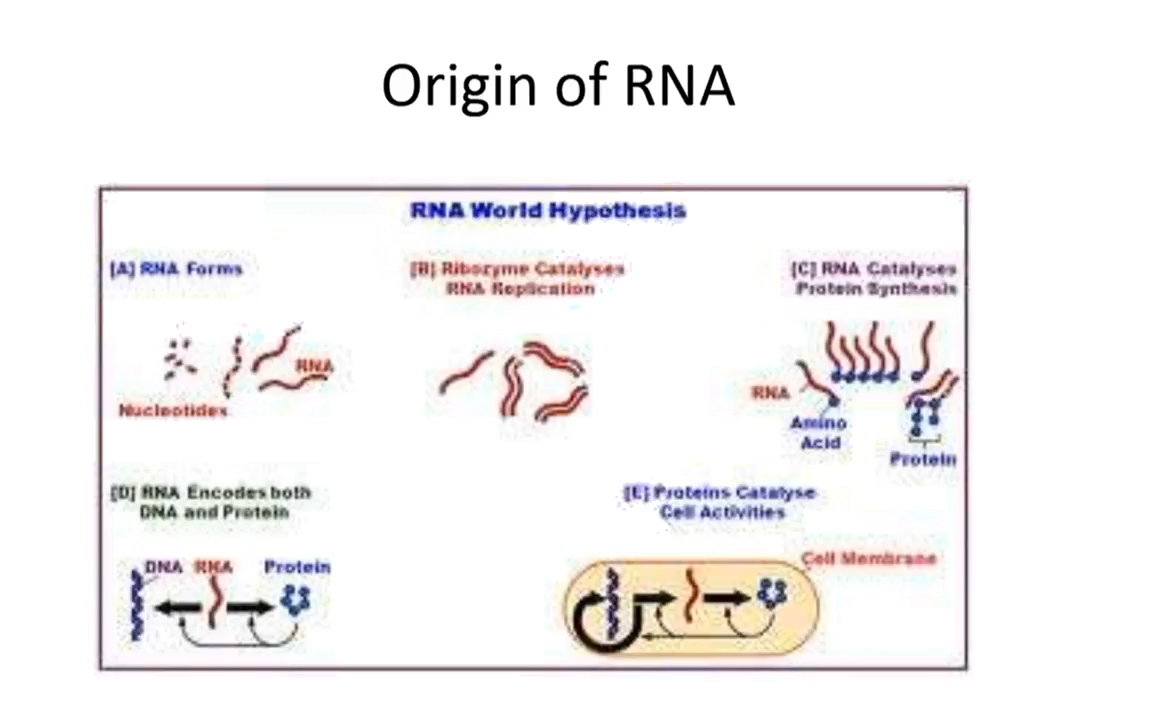 Origin of RNA
RNA World Hypothesis
[A] RNA Forms
RNA
Nucleotides
[B] Ribozyme Catalyses
RNA Replication
[C] RNA Catalyses
Protein Synthesis
RNA
Amino
Acid
Protein
[D] RNA Encodes both
DNA and Protein
DNA RNA Protein
[E] Proteins Catalyse
Cell Activities
Cell Membrane